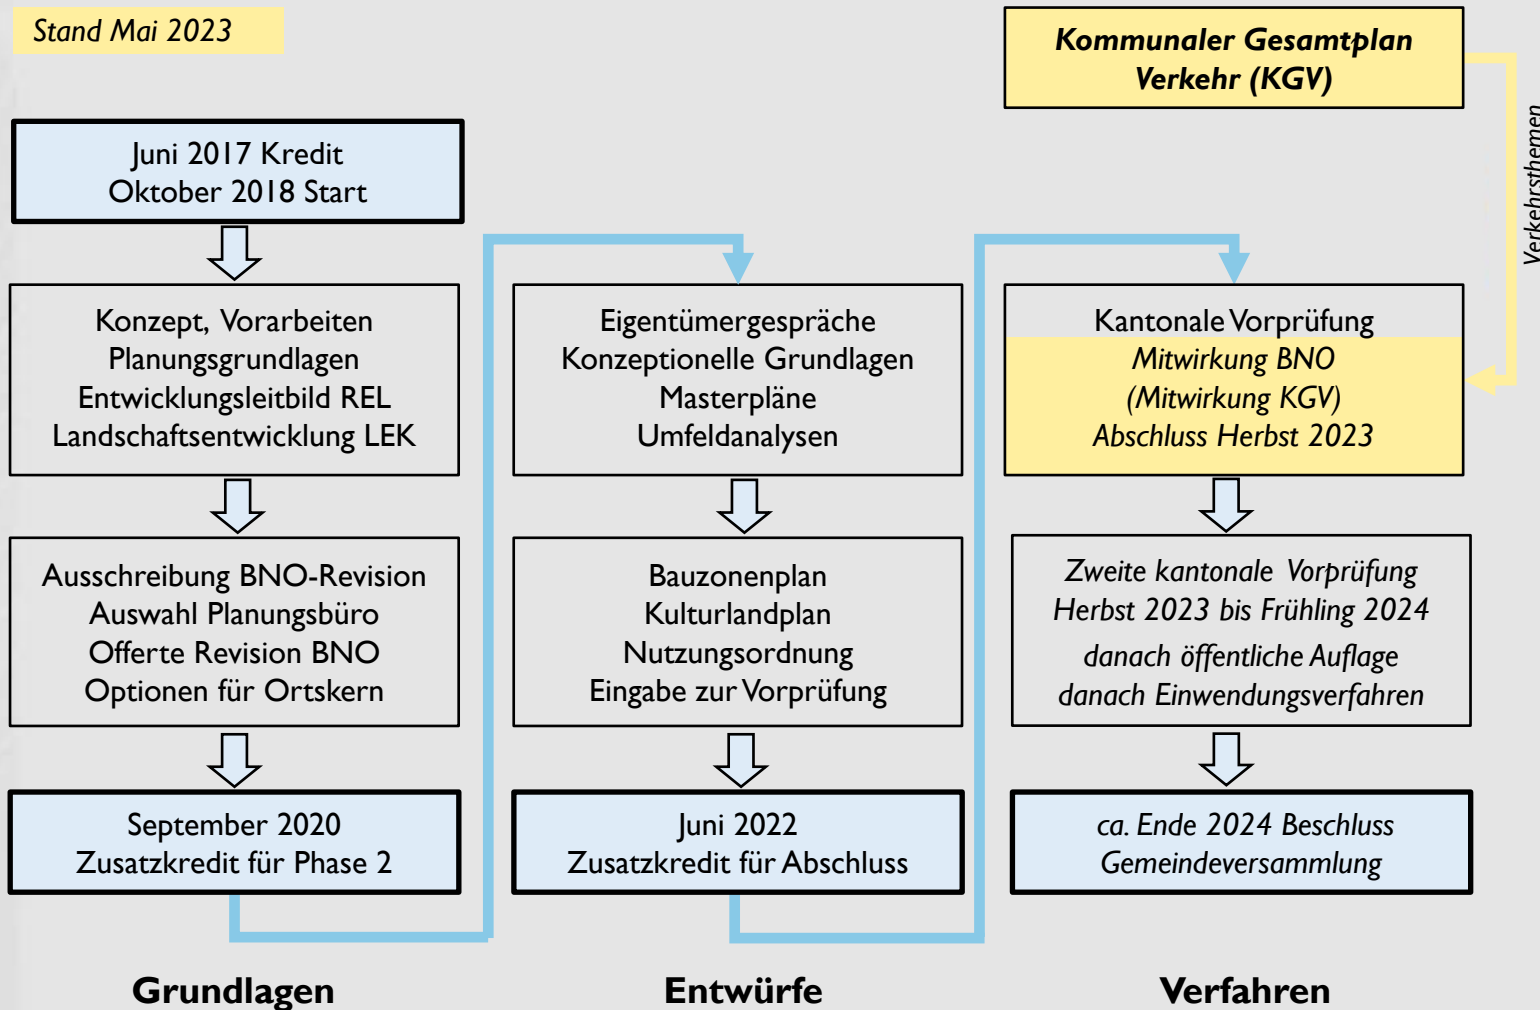 Stand Mai 2023
Kommunaler Gesamtplan
Verkehr (KGV)
Verkehrsthemen
Juni 2017 Kredit
Oktober 2018 Start
Konzept, Vorarbeiten
Planungsgrundlagen
Entwicklungsleitbild REL
Landschaftsentwicklung LEK
Ausschreibung BNO-Revision
Auswahl Planungsbüro
Offerte Revision BNO
Optionen für Ortskern
September 2020
Zusatzkredit für Phase 2
Grundlagen
Eigentümergespräche
Konzeptionelle Grundlagen
Masterpläne
Umfeldanalysen
Bauzonenplan
Kulturlandplan
Nutzungsordnung
Eingabe zur Vorprüfung
Juni 2022
Zusatzkredit für Abschluss
Entwürfe
Kantonale Vorprüfung
Mitwirkung BNO
(Mitwirkung KGV)
Abschluss Herbst 2023
Zweite kantonale Vorprüfung
Herbst 2023 bis Frühling 2024
danach öffentliche Auflage
danach Einwendungsverfahren
ca. Ende 2024 Beschluss
Gemeindeversammlung
Verfahren